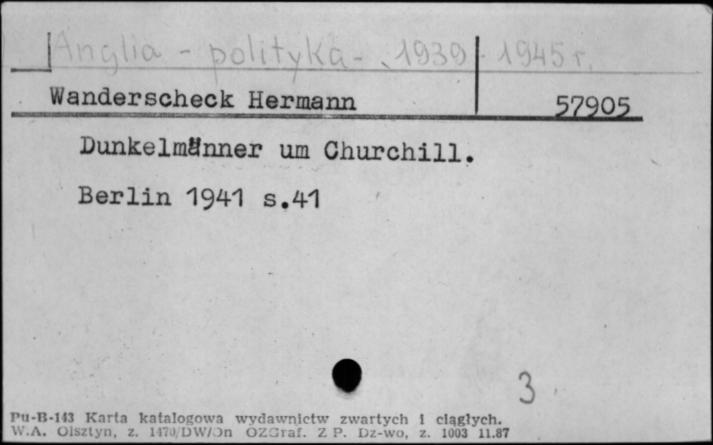 Anglia - polityka - 1939 - 1945 r.
Wanderscheck Hermann 57905
Dunkelmänner um Churchill.
Berlin 1941 s.41
3
Pu-B-143 Karta katalogowa wydawnictw zwartych i ciągłych.
W.A. Olsztyn, z. 1470/DW/On OZGraf. Z P. Dz-wo, z. 1003 11.87